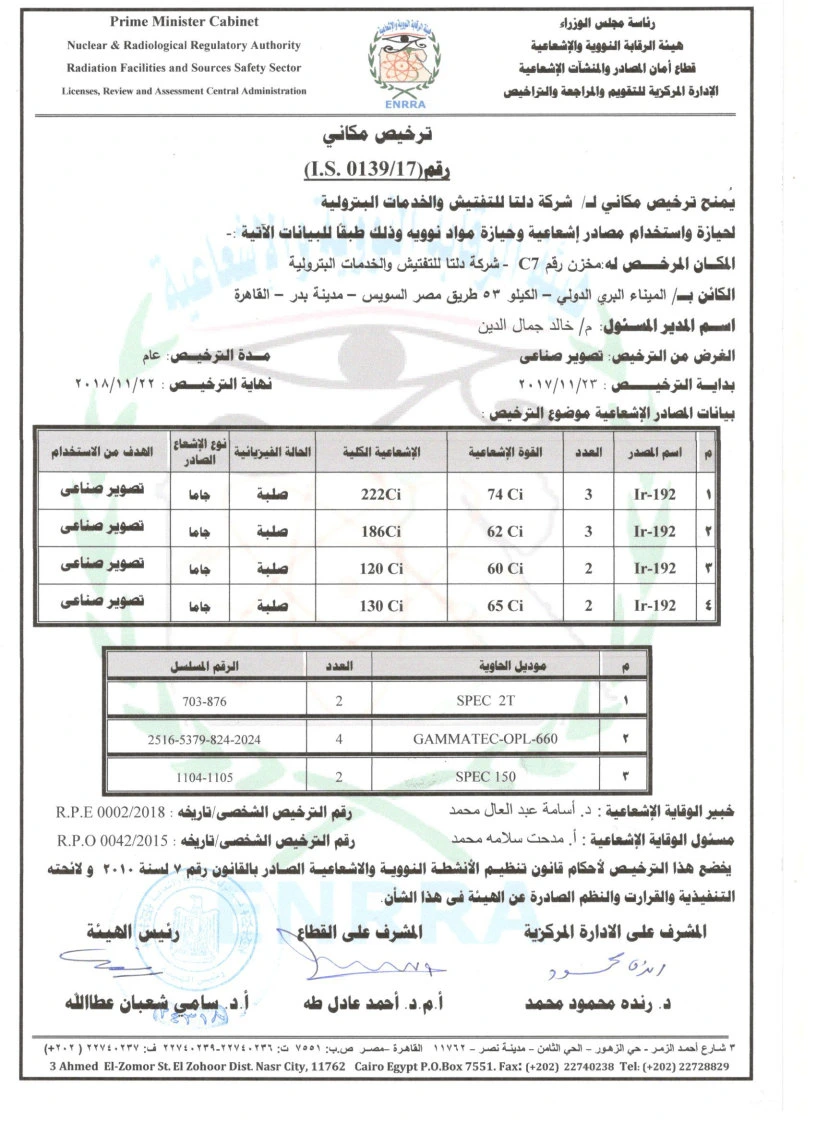 Prime Minister Cabinet
Nuclear & Radiological Regulatory Authority
Radiation Facilities and Sources Safety Sector
Licenses, Review and Assessment Central Administration
ENRRA
رئاسة مجلس الوزراء
هيئة الرقابة النووية والإشعاعية
قطاع أمان المصادر والمنشآت الإشعاعية
الإدارة المركزية للتقويم والمراجعة والتراخيص
ترخيص مكاني
رقم(I.S. 0139/17)
يُمنح ترخيص مكاني لـ/ شركة دلتا للتفتيش والخدمات البترولية
لحيازة واستخدام مصادر إشعاعية وحيازة مواد نوويه وذلك طبقا للبيانات الآتية :-
المكـان المرخـــص له:مخزن رقم C7 - شركة دلتا للتفتيش والخدمات البترولية
الكائن بـ/ الميناء البري الدولي – الكيلو ٥٣ طريق مصر السويس – مدينة بدر – القاهرة
اسـم المدير المسئول: م/ خالد جمال الدين
الغرض من الترخيص: تصوير صناعى مـدة الترخيـص: عام
بدايـة الترخيــــص : ٢٠١٧/١١/٢٣ نهاية الترخيــص : ٢٠١٨/١١/٢٢
بيانات المصادر الإشعاعية موضوع الترخيص :
م اسم المصدر العدد القوة الإشعاعية الإشعاعية الكلية الحالة الفيزيائية نوع الإشعاع الصادر الهدف من الاستخدام
١ Ir-192 3 74 Ci 222Ci صلبة جاما تصوير صناعى
٢ Ir-192 3 62 Ci 186Ci صلبة جاما تصوير صناعى
٣ Ir-192 2 60 Ci 120 Ci صلبة جاما تصوير صناعى
٤ Ir-192 2 65 Ci 130 Ci صلبة جاما تصوير صناعى
م موديل الحاوية العدد الرقم المسلسل
١ SPEC 2T 2 703-876
٢ GAMMATEC-OPL-660 4 2516-5379-824-2024
٣ SPEC 150 2 1104-1105
خبير الوقاية الإشعاعية : د. أسامة عبد العال محمد رقم الترخيص الشخصى/تاريخه : R.P.E 0002/2018
مسئول الوقاية الإشعاعية : أ. مدحت سلامه محمد رقم الترخيص الشخصى/تاريخه : R.P.O 0042/2015
يخضع هذا الترخيـص لأحكام قانون تنظيـم الأنشطـة النوويـة والاشعاعيـة الصادر بالقانون رقم ٧ لسنة ٢٠١٠ و لائحته
التنفيذية والقرارت والنظم الصادرة عن الهيئة فى هذا الشأن.
المشرف على الادارة المركزية المشرف على القطاع رئيس الهيئة
د. رنده محمود محمد أ.م.د. أحمد عادل طه أ.د. سامي شعبان عطاالله
٣ شارع أحمد الزمر – حي الزهور – الحي الثامن – مدينة نصر – ١١٧٦٢ القاهرة –مصر ص.ب: ٧٥٥١ ت: ٢٢٧٤٠٢٣٦-٢٢٧٤٠٢٣٩ ف: ٢٢٧٤٠٢٣٧ (٢٠٢+)
3 Ahmed El-Zomor St. El Zohoor Dist. Nasr City, 11762 Cairo Egypt P.O.Box 7551. Fax: (+202) 22740238 Tel: (+202) 22728829